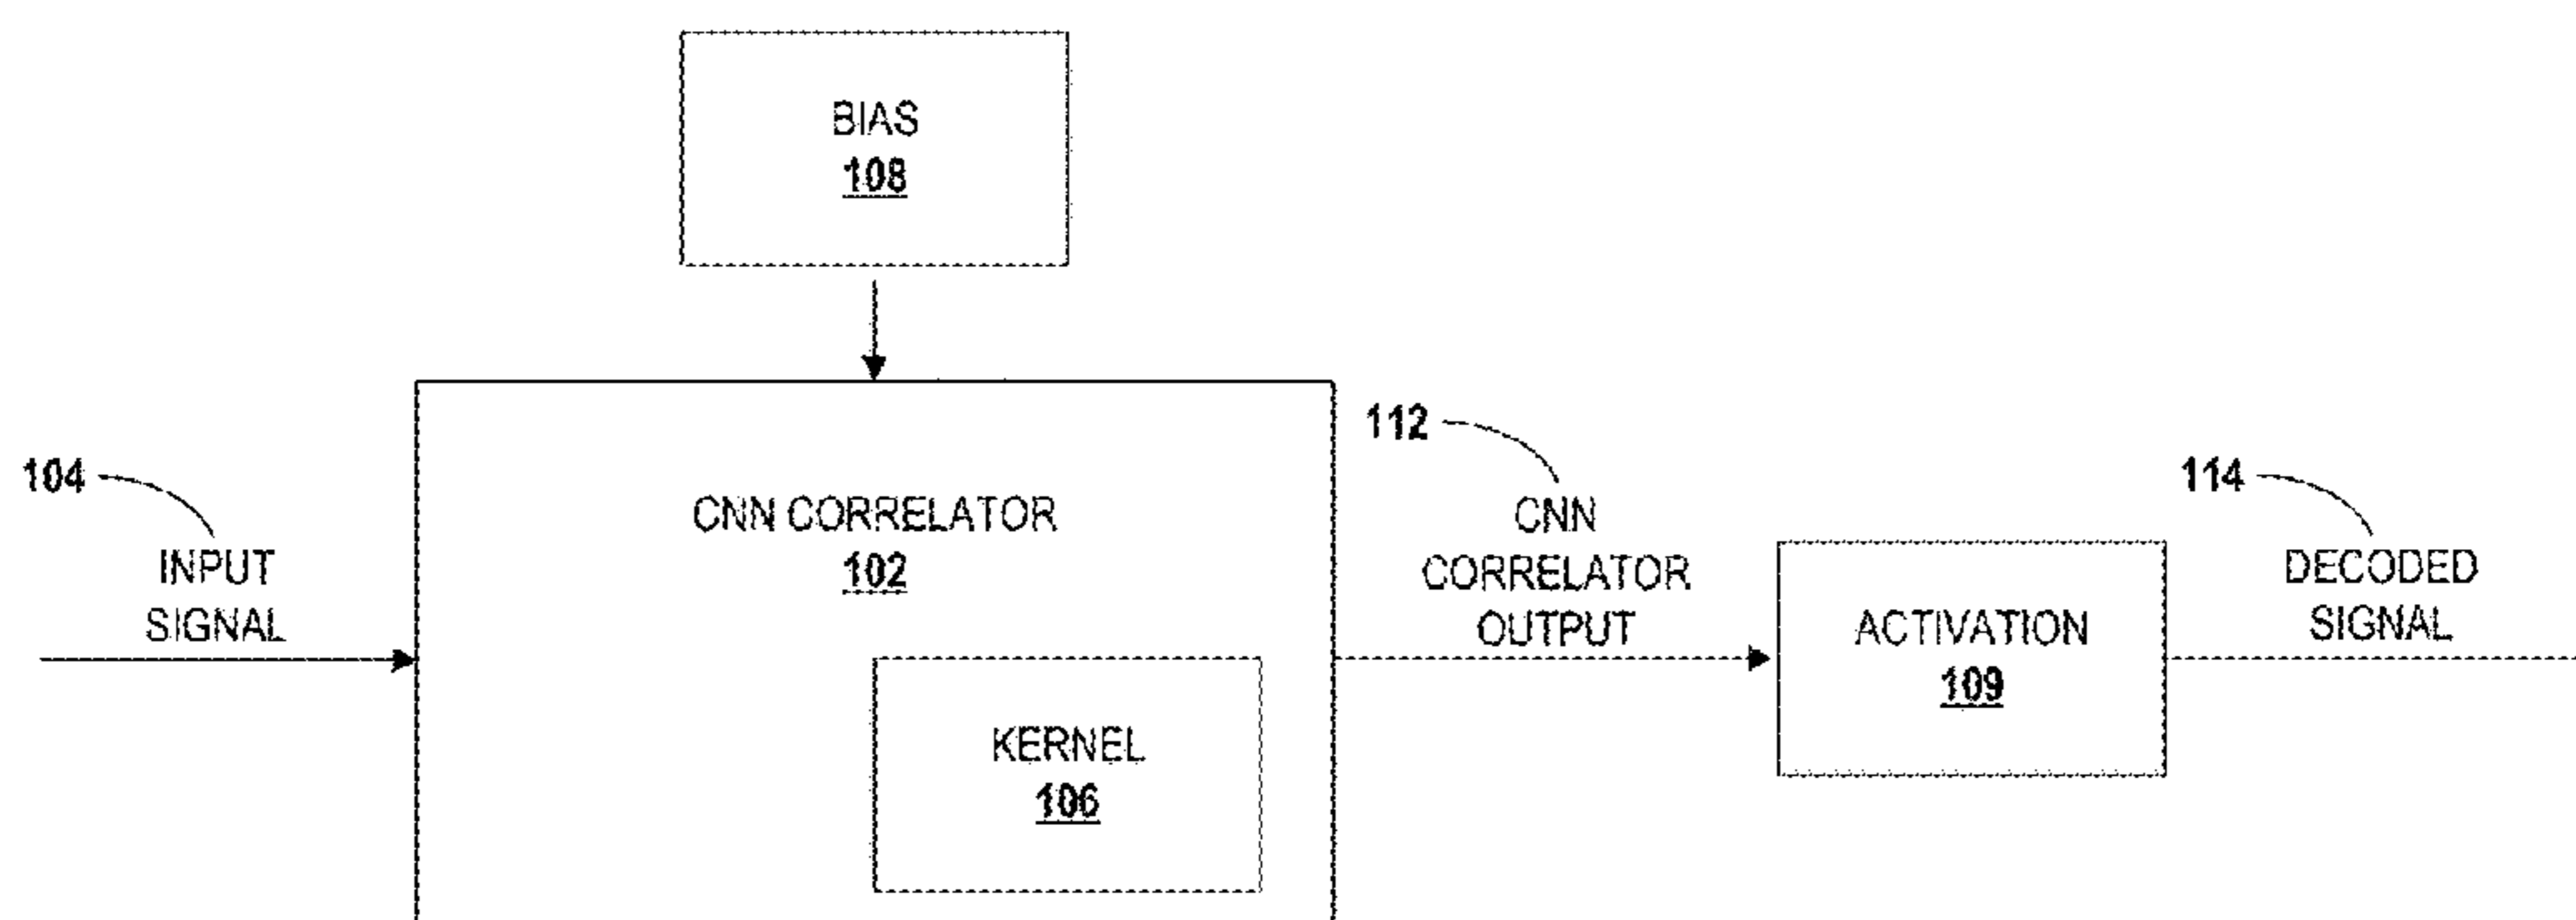 BIAS
108
104
INPUT
SIGNAL
CNN CORRELATOR
102
KERNEL
106
112
CNN
CORRELATOR
OUTPUT
ACTIVATION
109
114
DECODED
SIGNAL